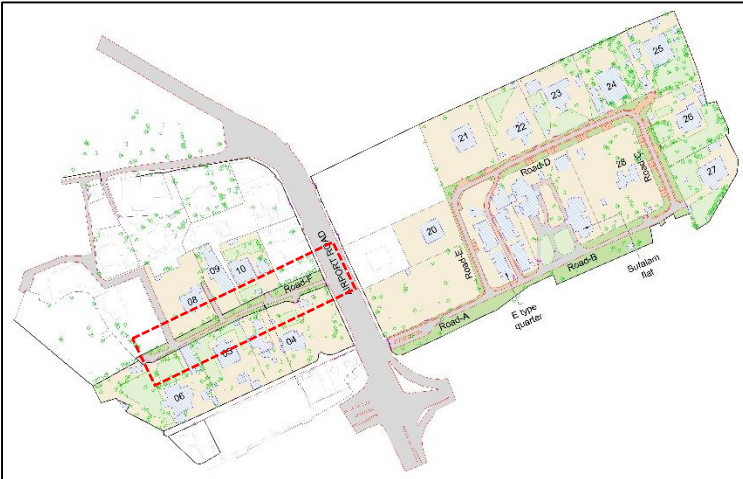 25
24
23
22
21
26
27
28
Road-D
Road-C
20
Road-E
Road-B
Sufalam
flat
Road-A
E type
quarter
AIRPORT ROAD
09
10
08
Road-F
05
04
06